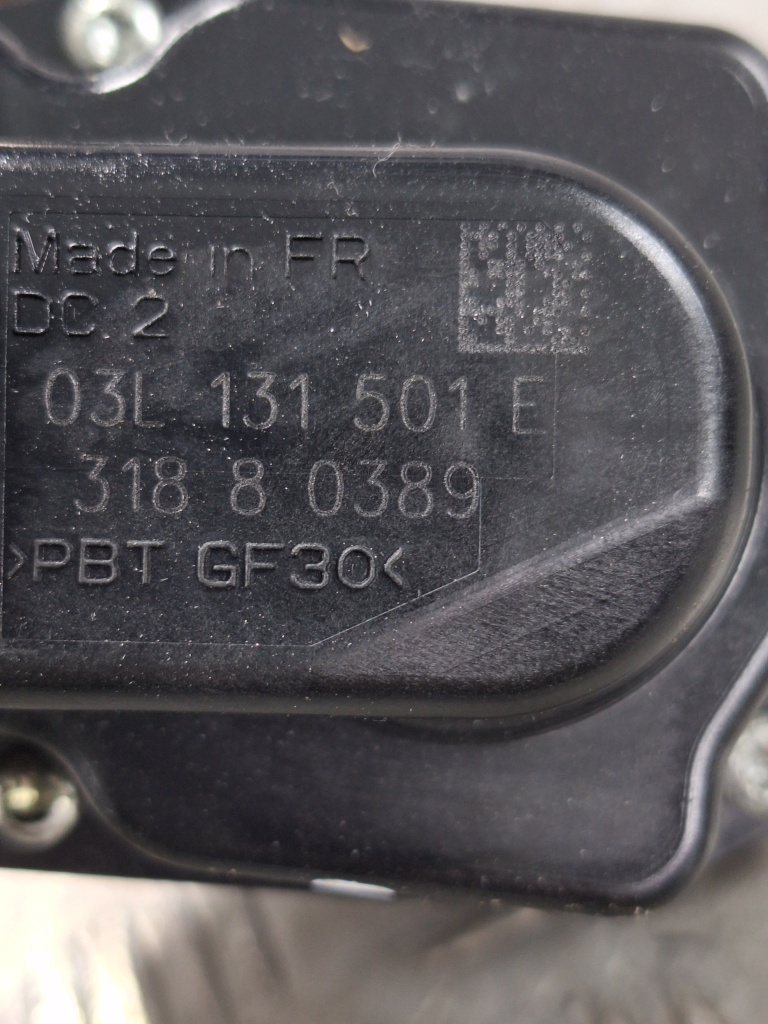 Made in FR
DC 2
03L 131 501 E
318 8 0389
>PBT GF30<